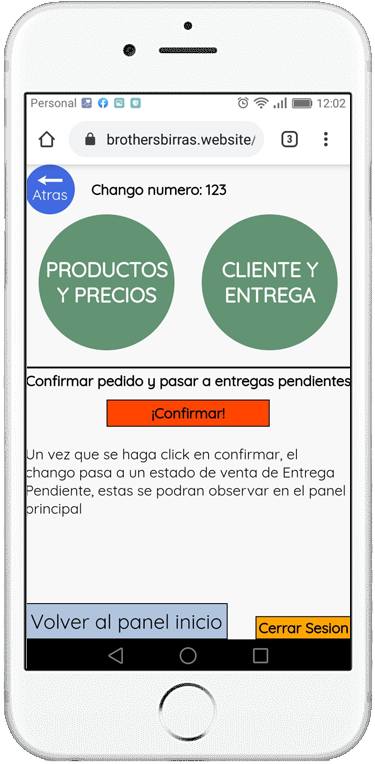 Personal 12:02
brothersbirras.website/ 3
Atras
Chango numero: 123
PRODUCTOS
Y PRECIOS
CLIENTE Y
ENTREGA
Confirmar pedido y pasar a entregas pendientes
¡Confirmar!
Un vez que se haga click en confirmar, el
chango pasa a un estado de venta de Entrega
Pendiente, estas se podran observar en el panel
principal
Volver al panel inicio
Cerrar Sesion